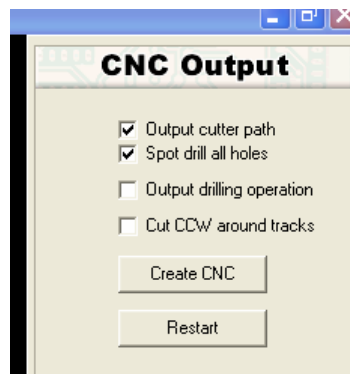 CNC Output
Output cutter path
Spot drill all holes
Output drilling operation
Cut CCW around tracks
Create CNC
Restart